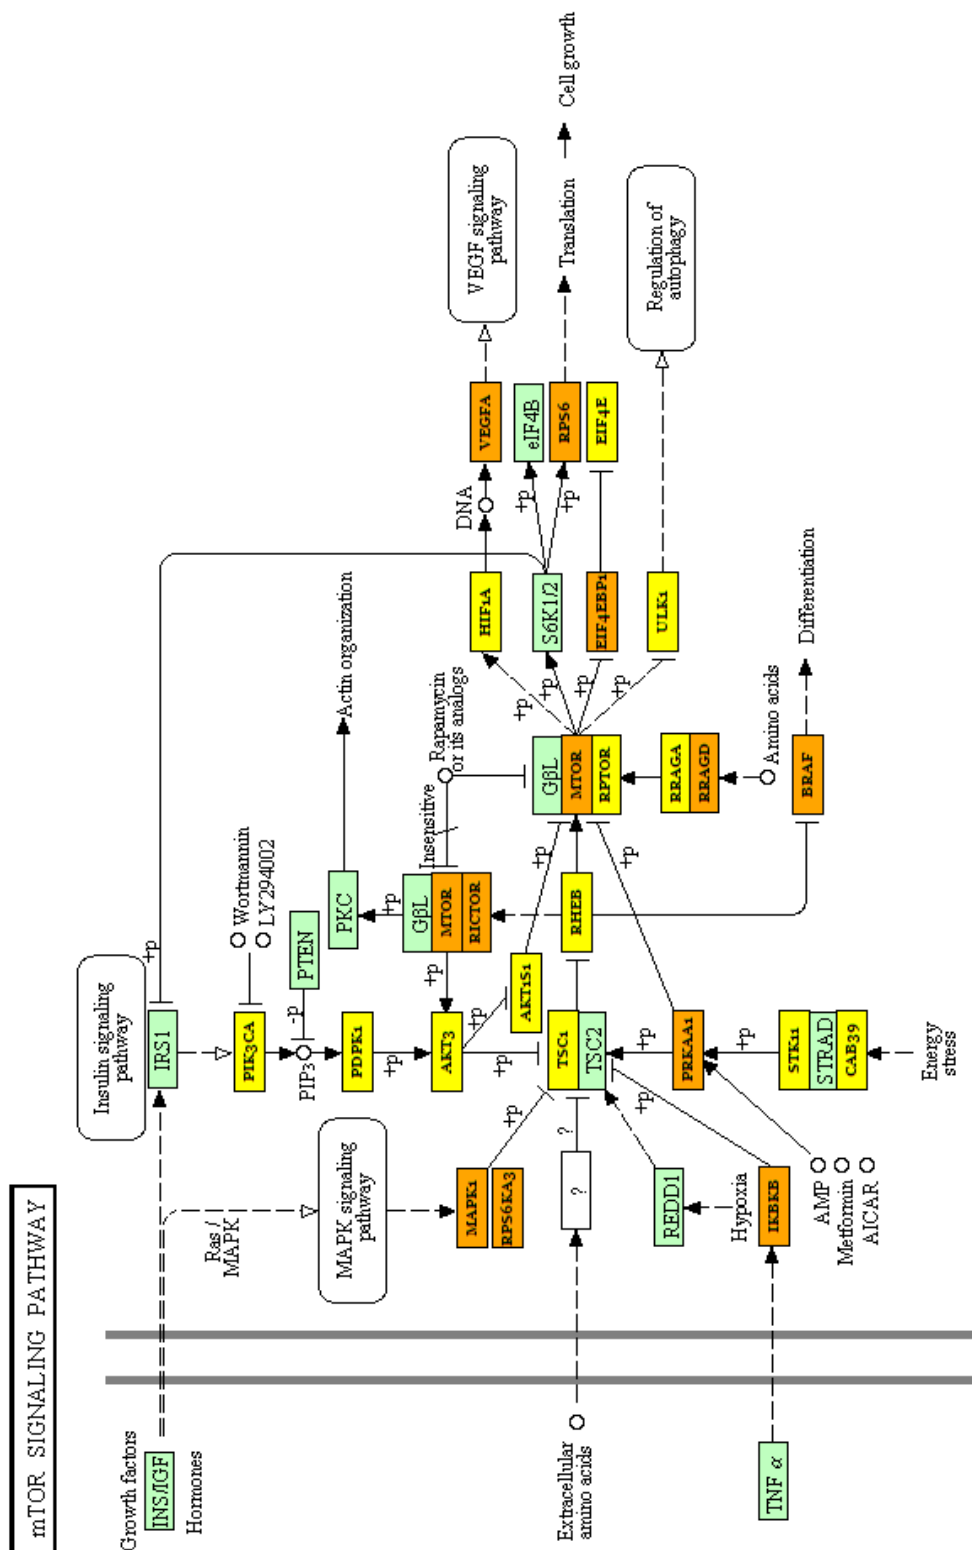 mTOR SIGNALING PATHWAY
Growth factors
INS/IGF
Hormones
Ras /
MAPK
Insulin signaling
pathway
IRS1
+p
Wortmannin
LY294002
PIK3CA
PTEN
-p
PIP3
PDPK1
+p
AKT3
+p
+p
AKT1S1
+p
+p
PKC
+p
GβL
MTOR
RICTOR
Actin organization
Insensitive
Rapamycin
or its analogs
MAPK signaling
pathway
MAPK1
RPS6KA3
+p
?
?
Extracellular
amino acids
TSC1
TSC2
RHEB
GβL
MTOR
RPTOR
RRAGA
RRAGD
Amino acids
+p
+p
+p
+p
HIF1A
DNA
VEGFA
VEGF signaling
pathway
S6K1/2
+p
+p
eIF4B
RPS6
EIF4E
EIF4EBP1
ULK1
Translation
Cell growth
Regulation of
autophagy
REDD1
Hypoxia
IKBKB
TNF α
+p
+p
+p
PRKAA1
+p
STK11
STRAD
CAB39
Energy
stress
AMP
Metformin
AICAR
BRAF
Differentiation